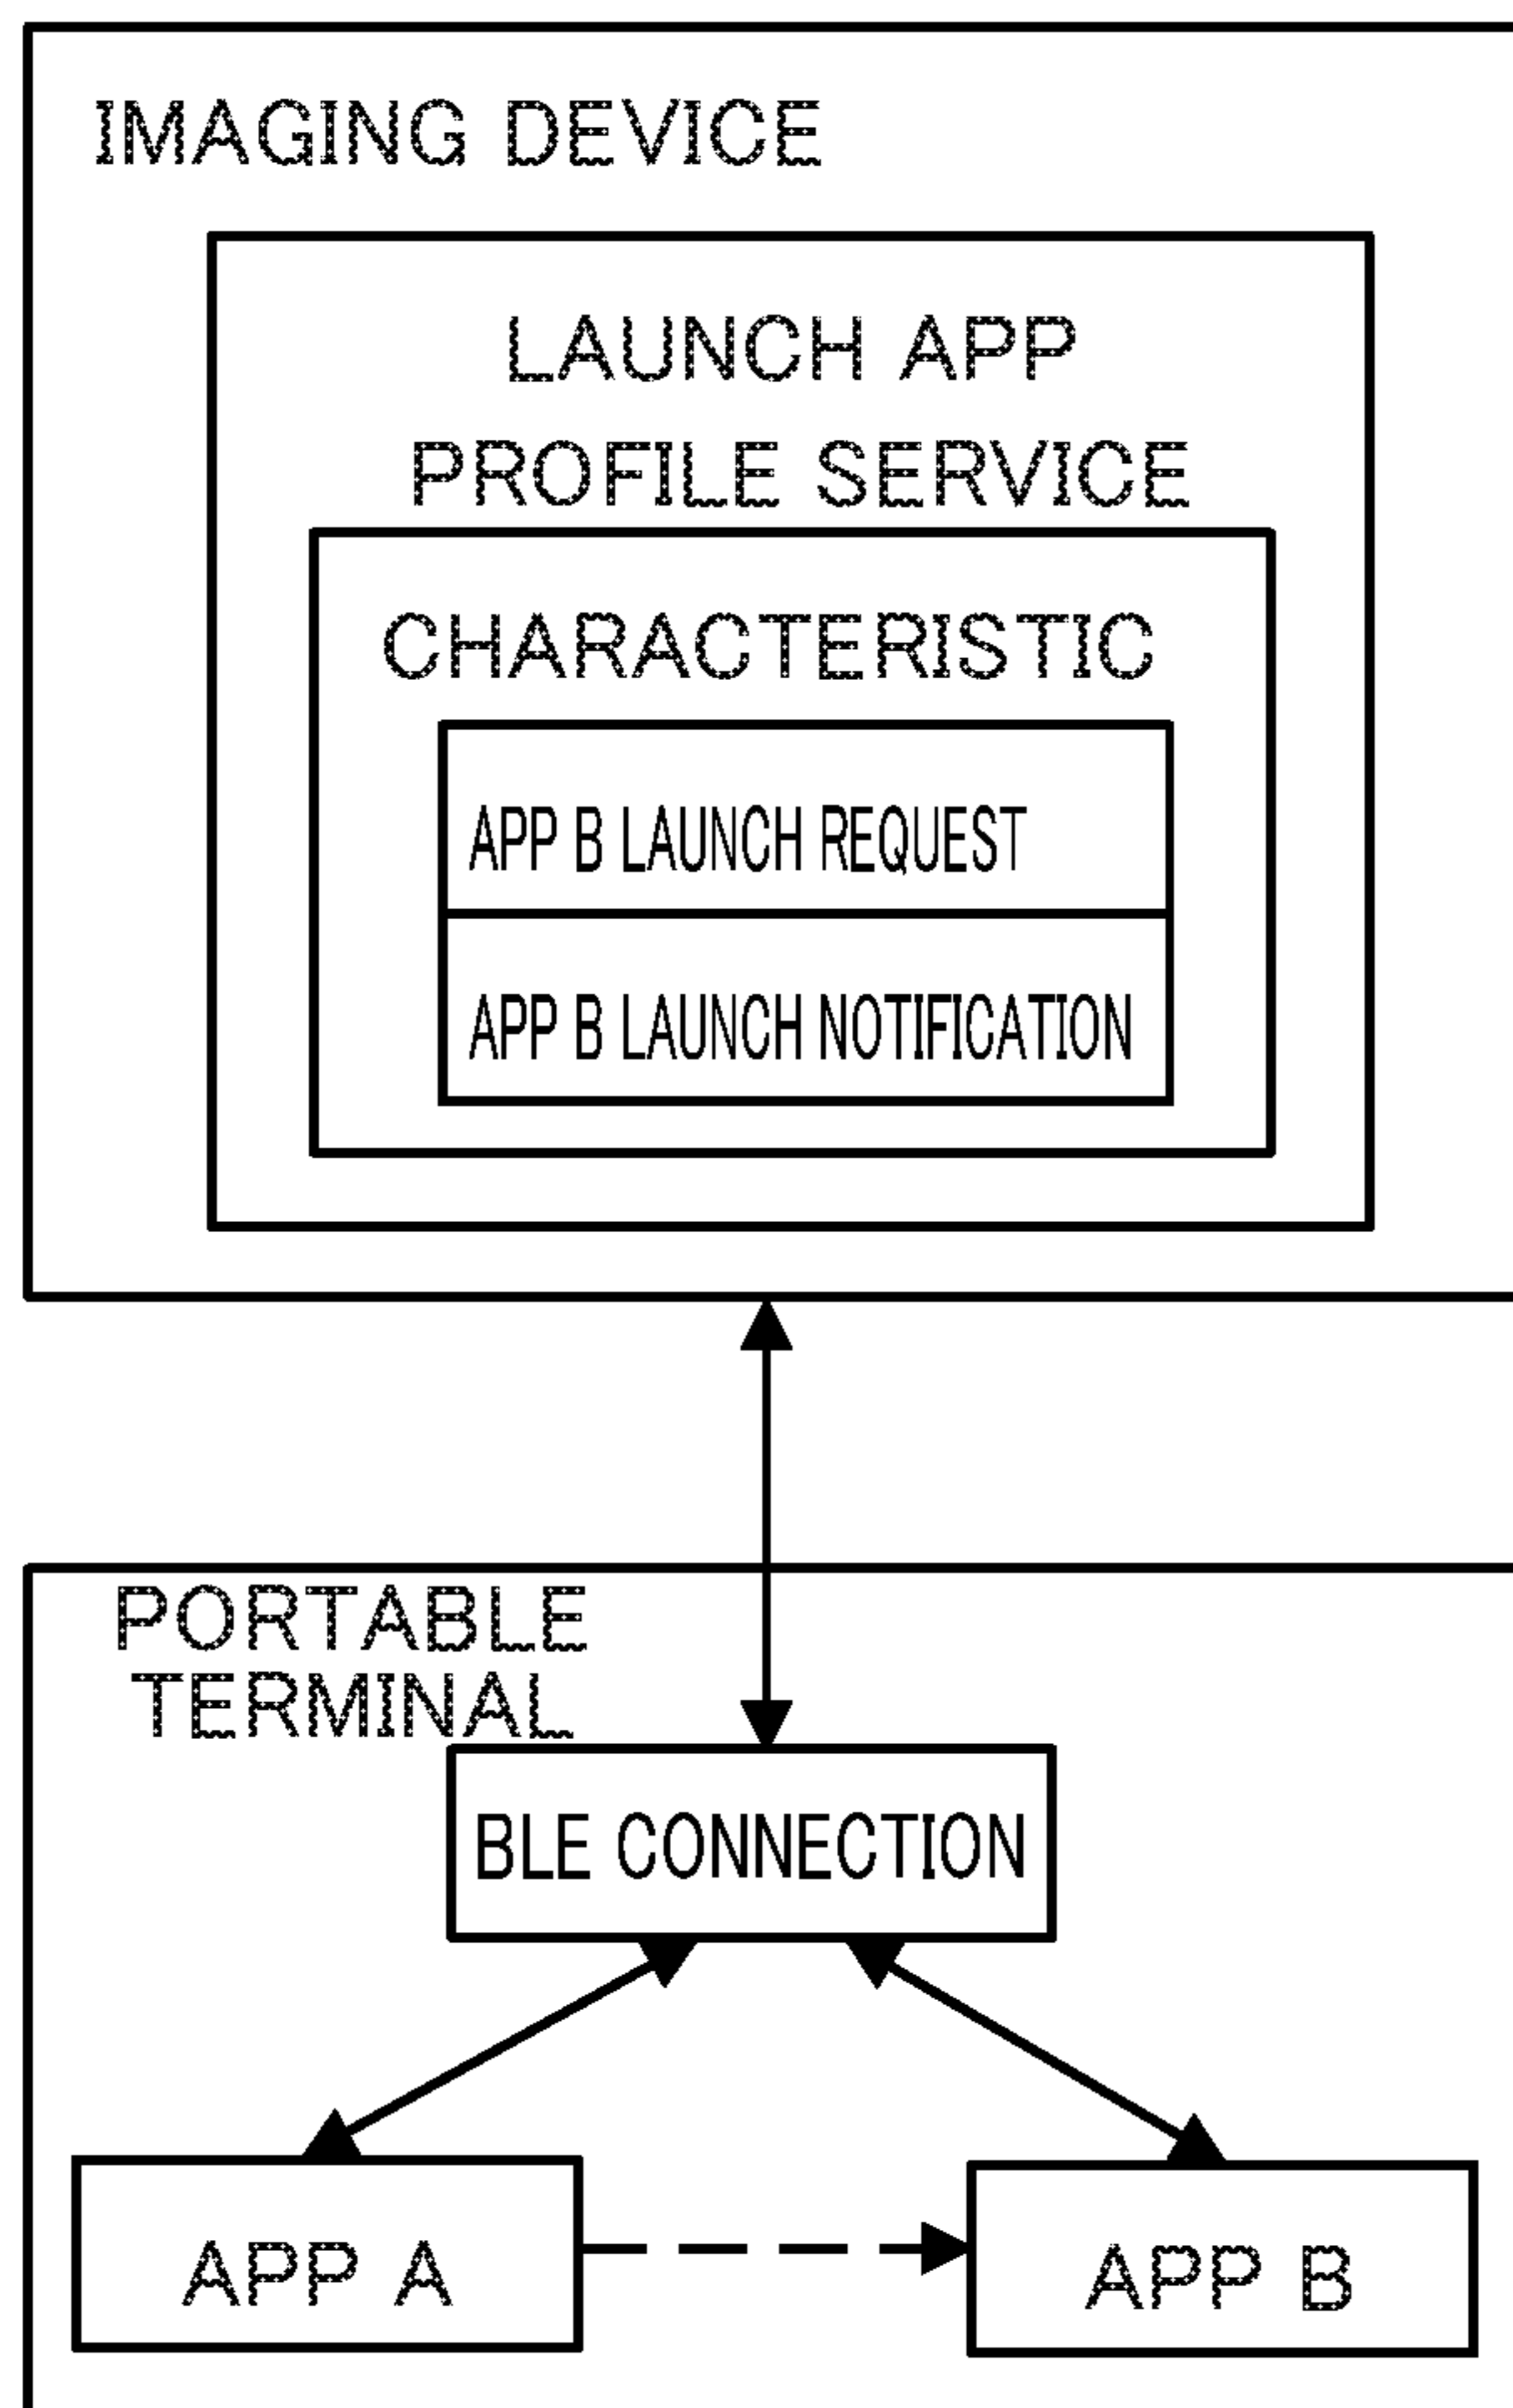 IMAGING DEVICE
LAUNCH APP
PROFILE SERVICE
CHARACTERISTIC
APP B LAUNCH REQUEST
APP B LAUNCH NOTIFICATION
PORTABLE
TERMINAL
BLE CONNECTION
APP A
APP B